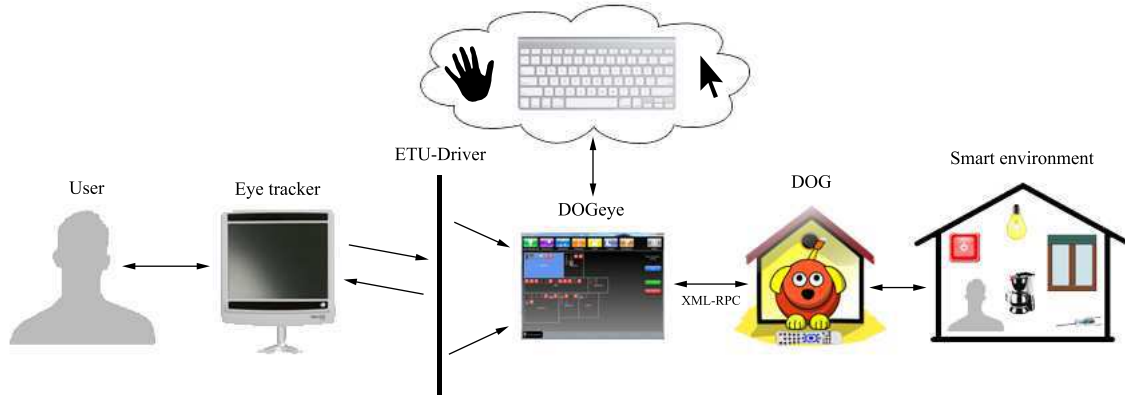 ETU-Driver
Smart environment
User
Eye tracker
DOGeye
DOG
XML-RPC